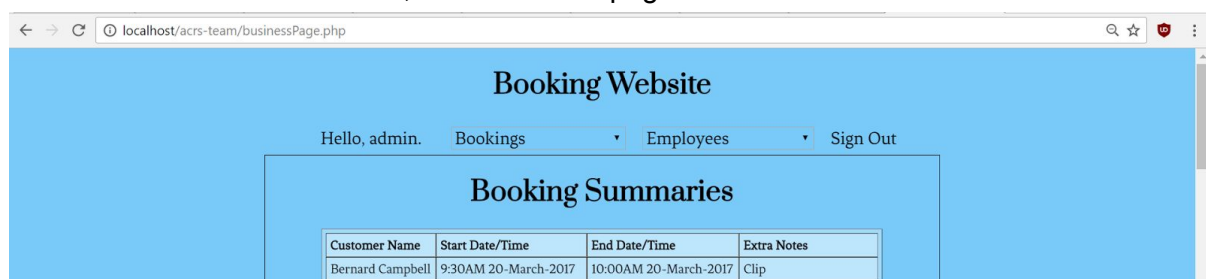 localhost/acrs-team/businessPage.php
Booking Website
Hello, admin. Bookings Employees Sign Out
Booking Summaries
Customer Name Start Date/Time End Date/Time Extra Notes
Bernard Campbell 9:30AM 20-March-2017 10:00AM 20-March-2017 Clip